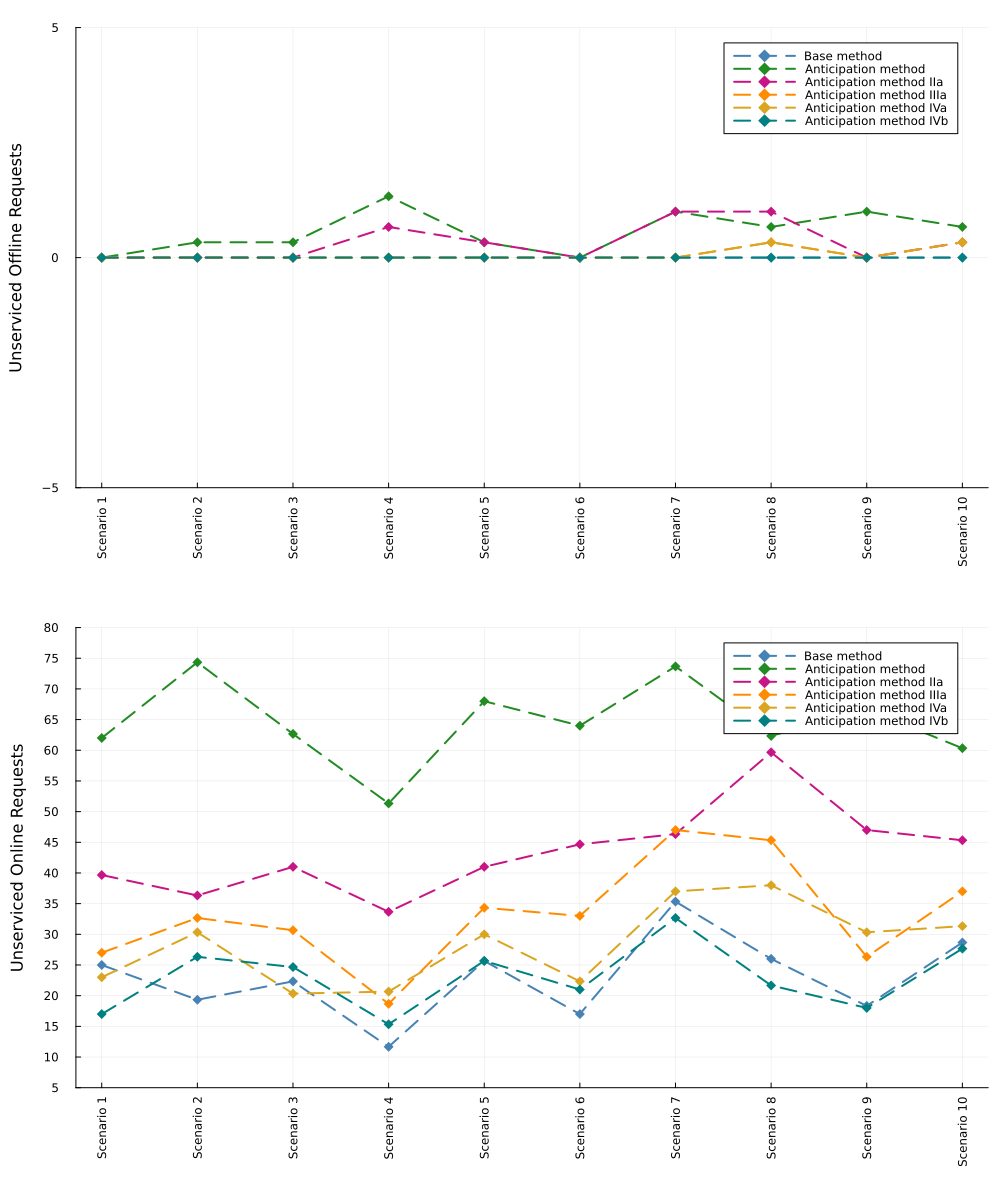 5
Base method
Anticipation method
Anticipation method IIa
Anticipation method IIIa
Anticipation method IVa
Anticipation method IVb
Unserviced Offline Requests
0
−5
Scenario 1
Scenario 2
Scenario 3
Scenario 4
Scenario 5
Scenario 6
Scenario 7
Scenario 8
Scenario 9
Scenario 10
80
75
70
65
60
55
50
45
40
35
30
25
20
15
10
5
Base method
Anticipation method
Anticipation method IIa
Anticipation method IIIa
Anticipation method IVa
Anticipation method IVb
Unserviced Online Requests
Scenario 1
Scenario 2
Scenario 3
Scenario 4
Scenario 5
Scenario 6
Scenario 7
Scenario 8
Scenario 9
Scenario 10